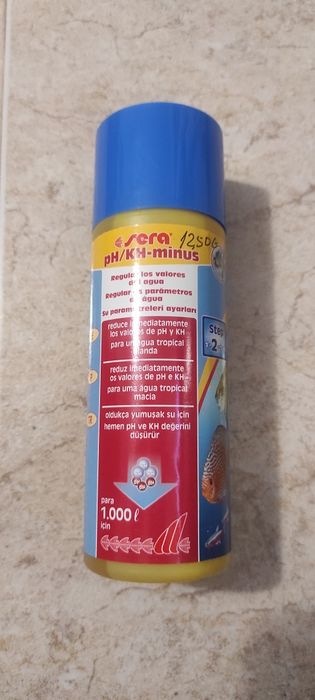 sera 12,50€
pH/KH-minus
Regular los valores
del agua
Regular os parâmetros
da água
Su parametreleri ayarları
reduce inmediatamente
los valores de pH y KH
para un agua tropical
blanda
reduz imediatamente
os valores de pH e KH
para uma água tropical
macia
oldukça yumuşak su için
hemen pH ve KH değerini
düşürür
para
1.000 ℓ
için
Step
2